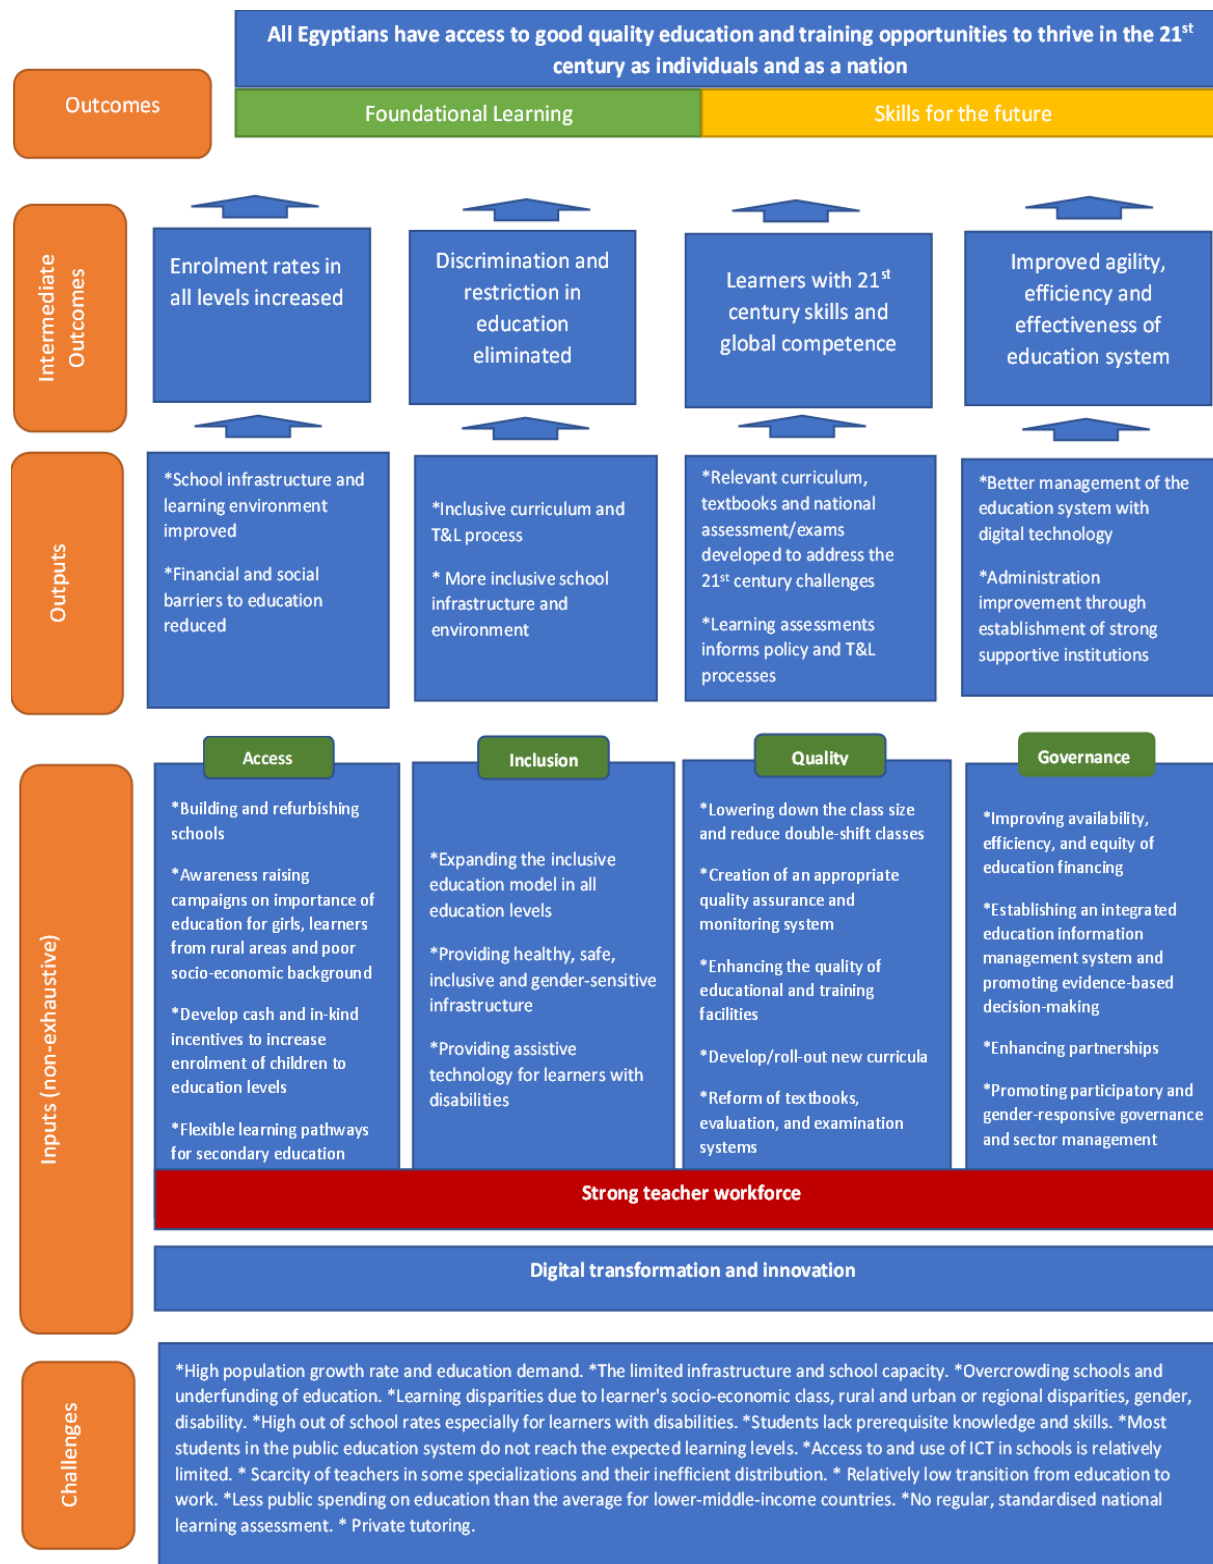 All Egyptians have access to good quality education and training opportunities to thrive in the 21st
century as individuals and as a nation
Outcomes
Foundational Learning
Skills for the future
Intermediate
Outcomes
Enrolment rates in
all levels increased
Discrimination and
restriction in
education
eliminated
Learners with 21st
century skills and
global competence
Improved agility,
efficiency and
effectiveness of
education system
Outputs
*School infrastructure and
learning environment
improved
*Financial and social
barriers to education
reduced
*Inclusive curriculum and
T&L process
* More inclusive school
infrastructure and
environment
*Relevant curriculum,
textbooks and national
assessment/exams
developed to address the
21st century challenges
*Learning assessments
informs policy and T&L
processes
*Better management of the
education system with
digital technology
*Administration
improvement through
establishment of strong
supportive institutions
Inputs (non-exhaustive)
Access
*Building and refurbishing
schools
*Awareness raising
campaigns on importance of
education for girls, learners
from rural areas and poor
socio-economic background
*Develop cash and in-kind
incentives to increase
enrolment of children to
education levels
*Flexible learning pathways
for secondary education
Inclusion
*Expanding the inclusive
education model in all
education levels
*Providing healthy, safe,
inclusive and gender-sensitive
infrastructure
*Providing assistive
technology for learners with
disabilities
Quality
*Lowering down the class size
and reduce double-shift classes
*Creation of an appropriate
quality assurance and
monitoring system
*Enhancing the quality of
educational and training
facilities
*Develop/roll-out new curricula
*Reform of textbooks,
evaluation, and examination
systems
Governance
*Improving availability,
efficiency, and equity of
education financing
*Establishing an integrated
education information
management system and
promoting evidence-based
decision-making
*Enhancing partnerships
*Promoting participatory and
gender-responsive governance
and sector management
Strong teacher workforce
Digital transformation and innovation
Challenges
*High population growth rate and education demand. *The limited infrastructure and school capacity. *Overcrowding schools and
underfunding of education. *Learning disparities due to learner's socio-economic class, rural and urban or regional disparities, gender,
disability. *High out of school rates especially for learners with disabilities. *Students lack prerequisite knowledge and skills. *Most
students in the public education system do not reach the expected learning levels. *Access to and use of ICT in schools is relatively
limited. * Scarcity of teachers in some specializations and their inefficient distribution. * Relatively low transition from education to
work. *Less public spending on education than the average for lower-middle-income countries. *No regular, standardised national
learning assessment. * Private tutoring.